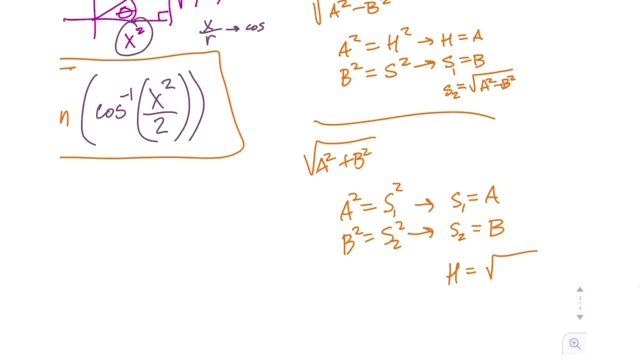 x²
x/r → cos
n(cos⁻¹(x²/2))
√A²-B²
A² = H² → H = A
B² = S² → S₁ = B
S₂ = √A²-B²
√A²+B²
A² = S₁² → S₁ = A
B² = S₂² → S₂ = B
H = √